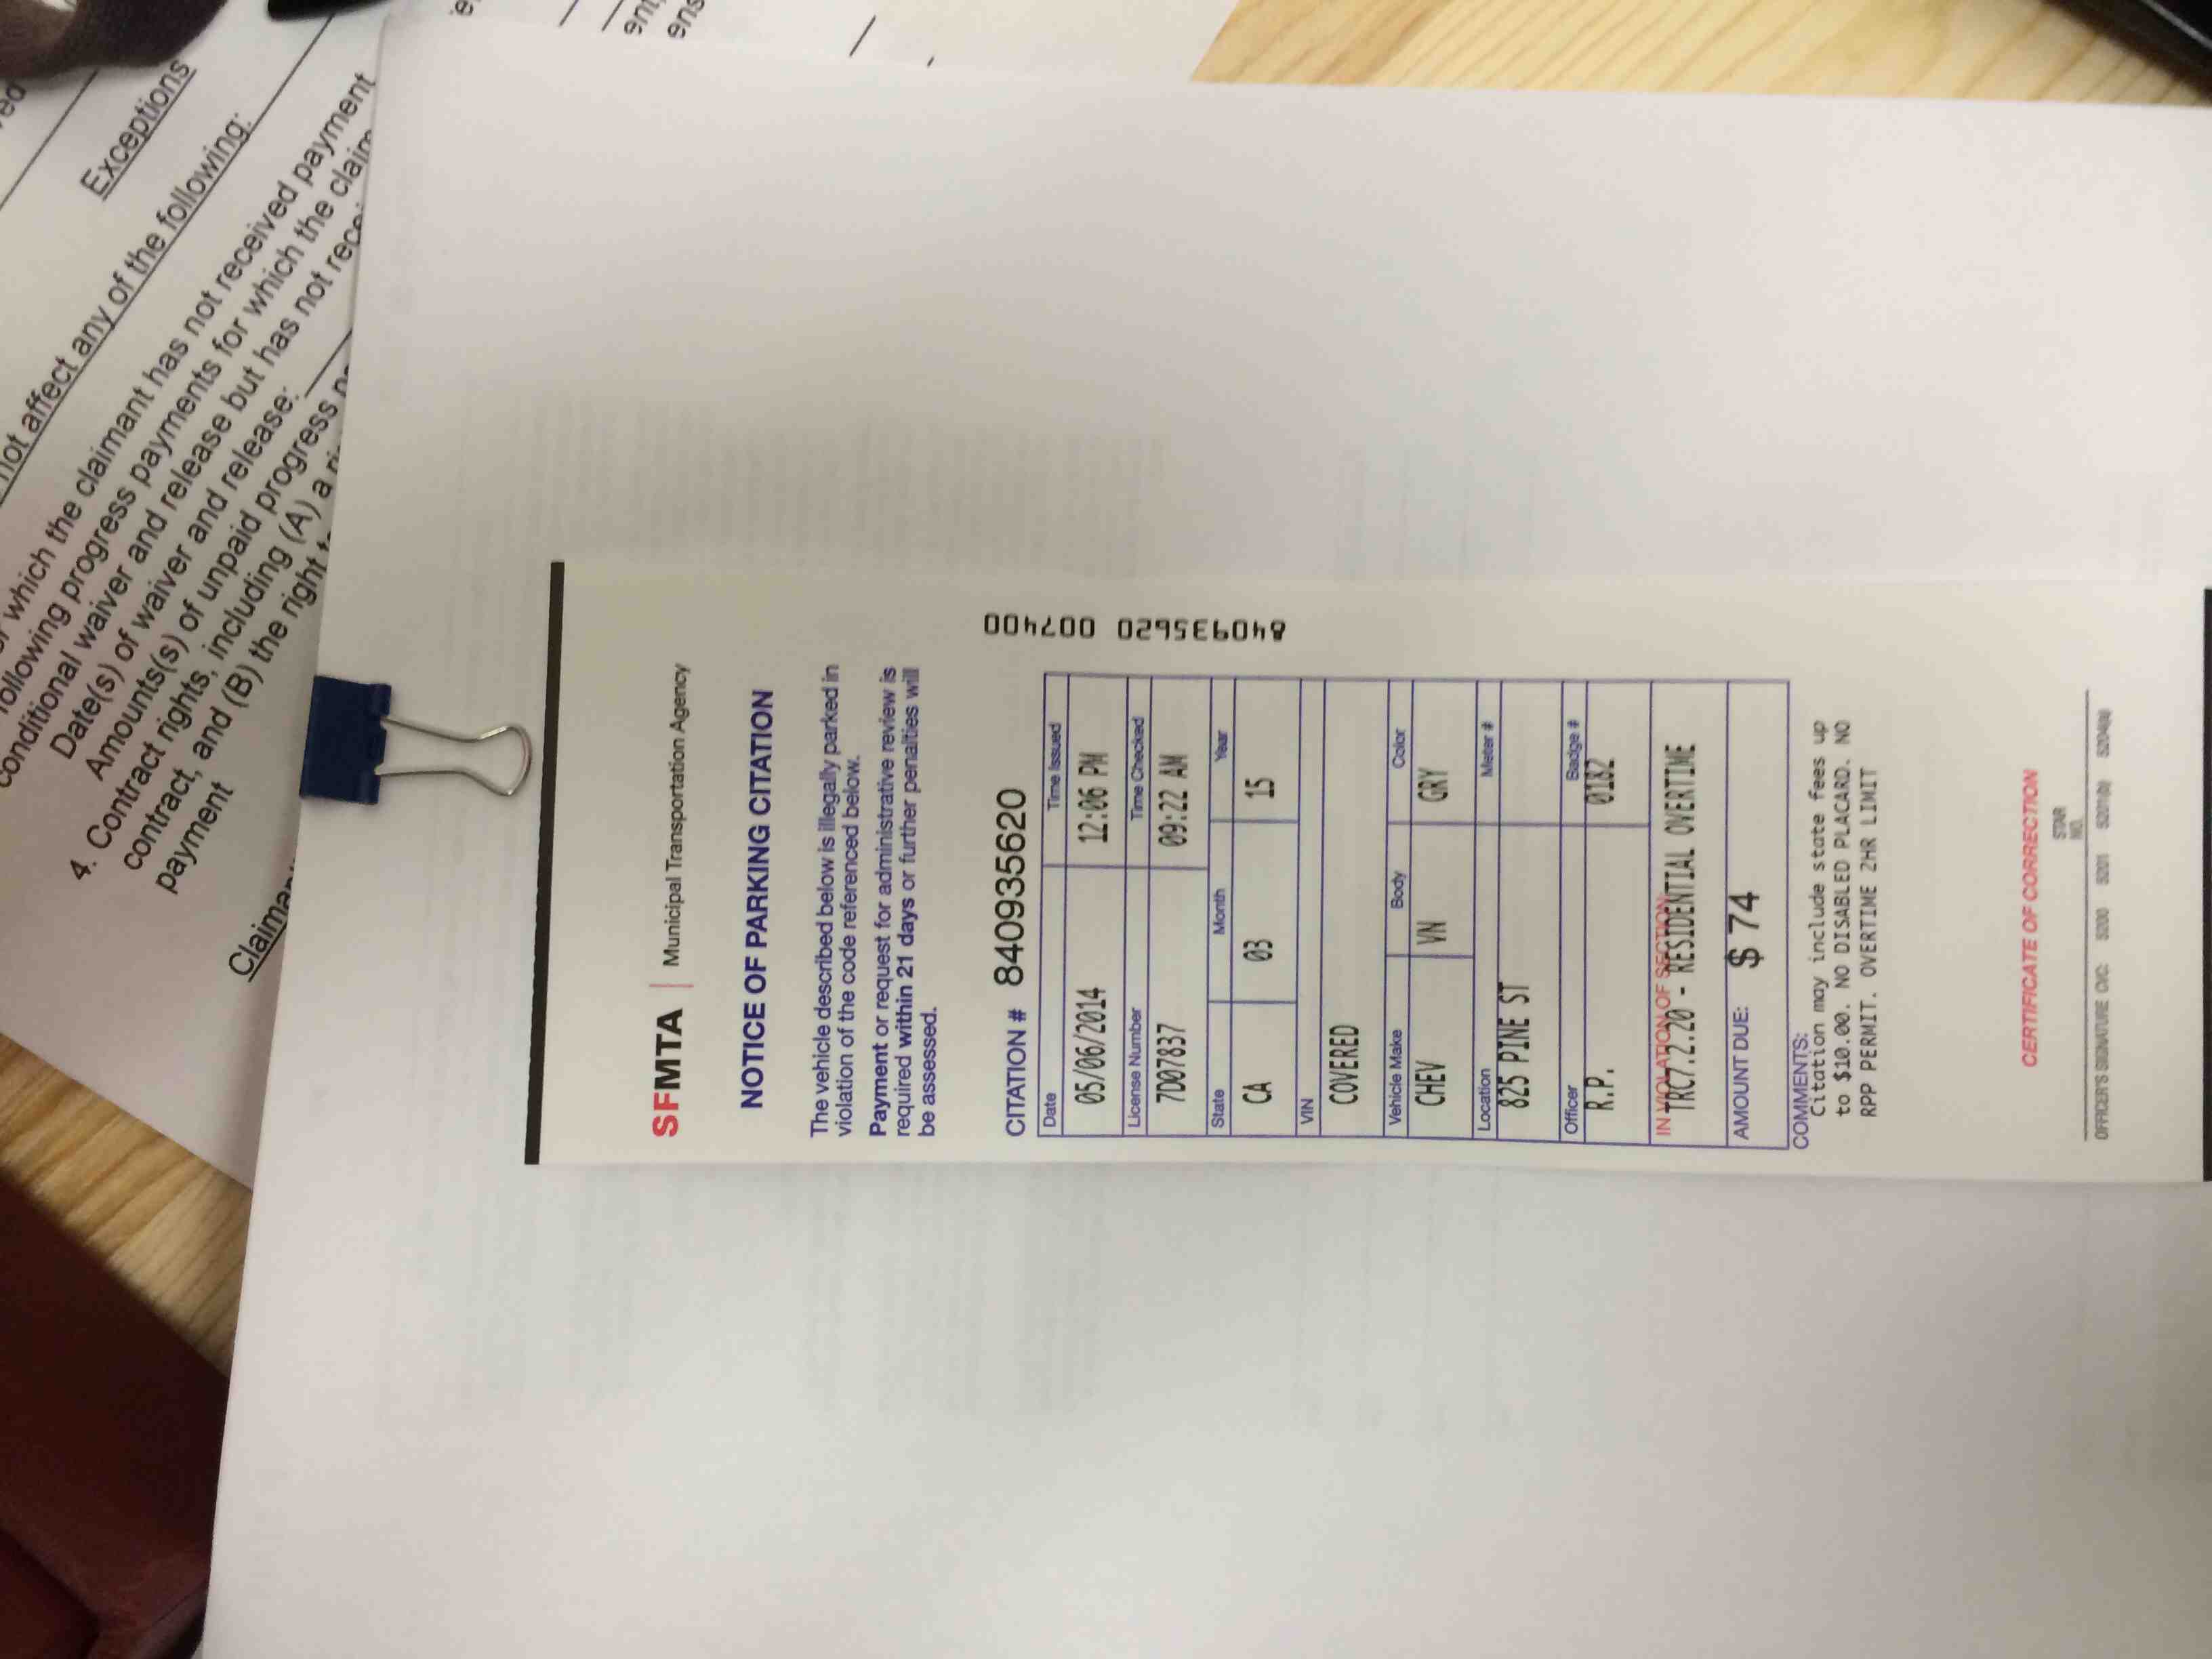 Exceptions
not affect any of the following:
which the claimant has not received payment
following progress payments for which the claim
conditional waiver and release but has not
Date(s) of waiver and release:
Amounts(s) of unpaid progress
4. Contract rights, including (A) a
contract, and (B) the right
payment
SFMTA | Municipal Transportation Agency
NOTICE OF PARKING CITATION
The vehicle described below is illegally parked in
violation of the code referenced below.
Payment or request for administrative review is
required within 21 days or further penalties will
be assessed.
CITATION # 840935620
Date Time Issued
05/06/2014 12:06 PM
License Number Time Checked
7D07837 09:22 AM
State Month Year
CA 03 15
VIN
COVERED
Vehicle Make Body Color
CHEV VN GRY
Location Meter #
825 PINE ST
Officer Badge #
R.P. 0182
IN VIOLATION OF SECTION:
TRC7.2.20 - RESIDENTIAL OVERTIME
AMOUNT DUE: $ 74
COMMENTS:
Citation may include state fees up
to $10.00. NO DISABLED PLACARD. NO
RPP PERMIT. OVERTIME 2HR LIMIT
840935620 007400
CERTIFICATE OF CORRECTION
STAR
NO.
OFFICER'S SIGNATURE CVC: 5200 5201 5201(b) 5204(a)